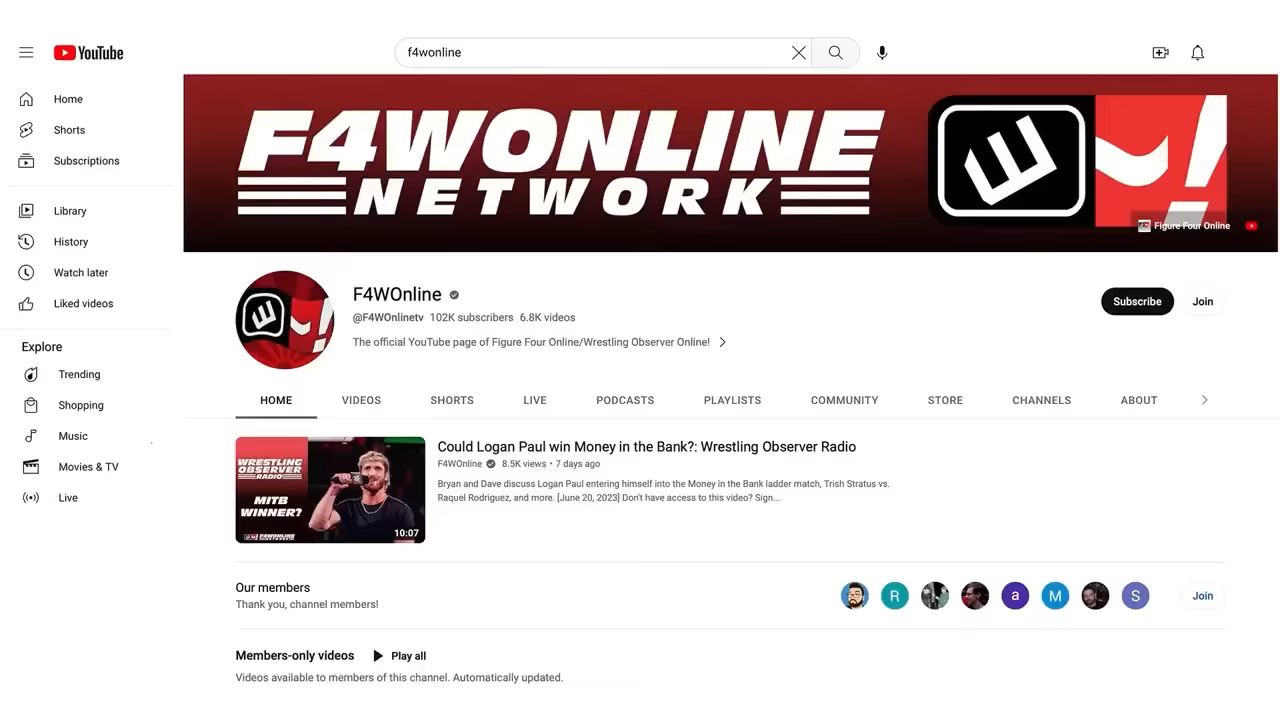 YouTube
f4wonline
Home
Shorts
Subscriptions
Library
History
Watch later
Liked videos
Explore
Trending
Shopping
Music
Movies & TV
Live
F4WONLINE
NETWORK
Figure Four Online
F4WOnline
@F4WOnlinetv 102K subscribers 6.8K videos
The official YouTube page of Figure Four Online/Wrestling Observer Online!
Subscribe
Join
HOME VIDEOS SHORTS LIVE PODCASTS PLAYLISTS COMMUNITY STORE CHANNELS ABOUT
WRESTLING
OBSERVER
RADIO
MITB
WINNER?
F4WONLINE
NETWORK
10:07
Could Logan Paul win Money in the Bank?: Wrestling Observer Radio
F4WOnline 8.5K views • 7 days ago
Bryan and Dave discuss Logan Paul entering himself into the Money in the Bank ladder match, Trish Stratus vs.
Raquel Rodriguez, and more. [June 20, 2023] Don't have access to this video? Sign...
Our members
Thank you, channel members!
R a M S
Join
Members-only videos Play all
Videos available to members of this channel. Automatically updated.